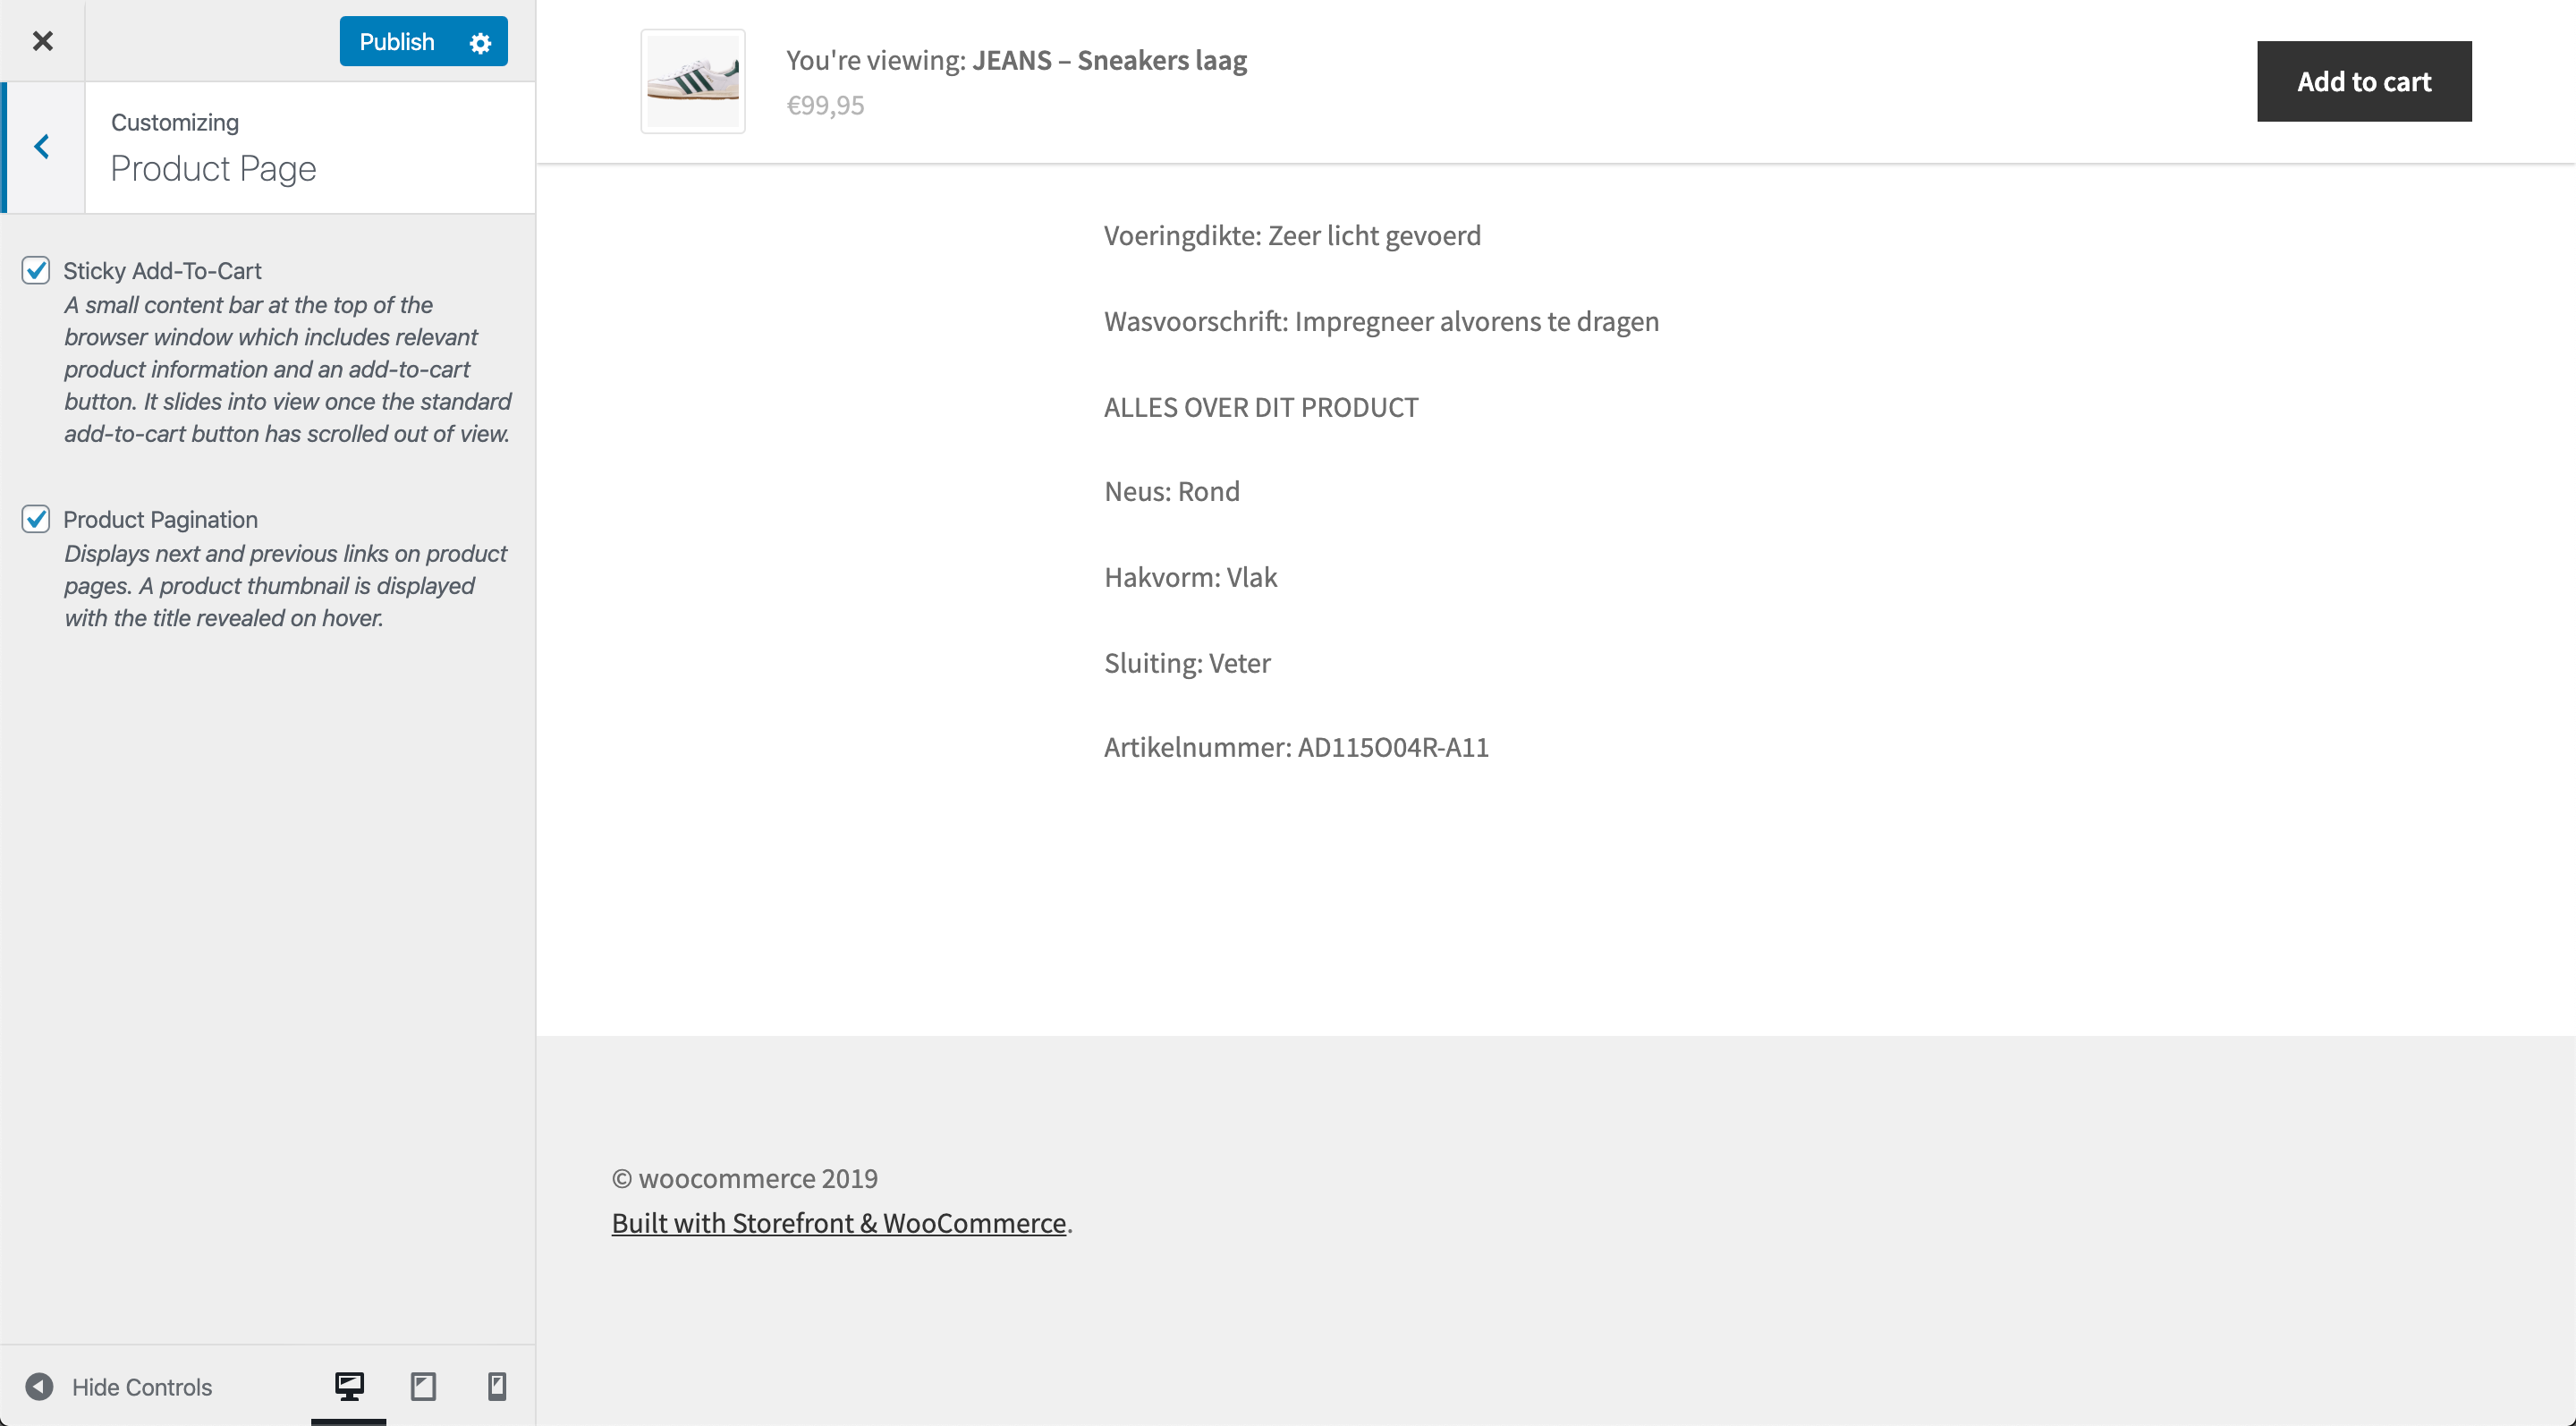 Publish
Customizing
Product Page
Sticky Add-To-Cart
A small content bar at the top of the
browser window which includes relevant
product information and an add-to-cart
button. It slides into view once the standard
add-to-cart button has scrolled out of view.
Product Pagination
Displays next and previous links on product
pages. A product thumbnail is displayed
with the title revealed on hover.
Hide Controls
You're viewing: JEANS – Sneakers laag
€99,95
Add to cart
Voeringdikte: Zeer licht gevoerd
Wasvoorschrift: Impregneer alvorens te dragen
ALLES OVER DIT PRODUCT
Neus: Rond
Hakvorm: Vlak
Sluiting: Veter
Artikelnummer: AD115O04R-A11
© woocommerce 2019
Built with Storefront & WooCommerce.